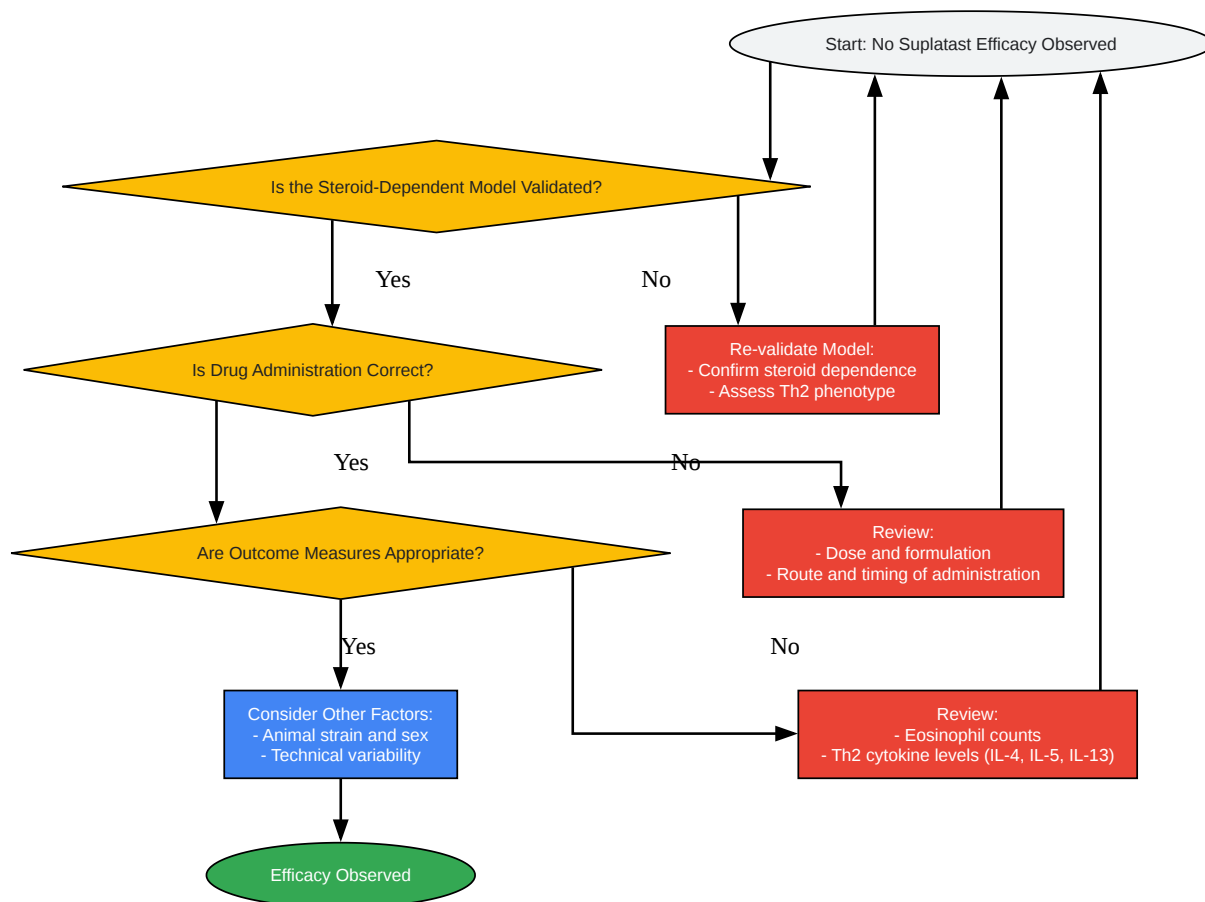 Start: No Suplatast Efficacy Observed
Is the Steroid-Dependent Model Validated?
Yes
No
Re-validate Model:
- Confirm steroid dependence
- Assess Th2 phenotype
Is Drug Administration Correct?
Yes
No
Review:
- Dose and formulation
- Route and timing of administration
Are Outcome Measures Appropriate?
Yes
No
Consider Other Factors:
- Animal strain and sex
- Technical variability
Review:
- Eosinophil counts
- Th2 cytokine levels (IL-4, IL-5, IL-13)
Efficacy Observed